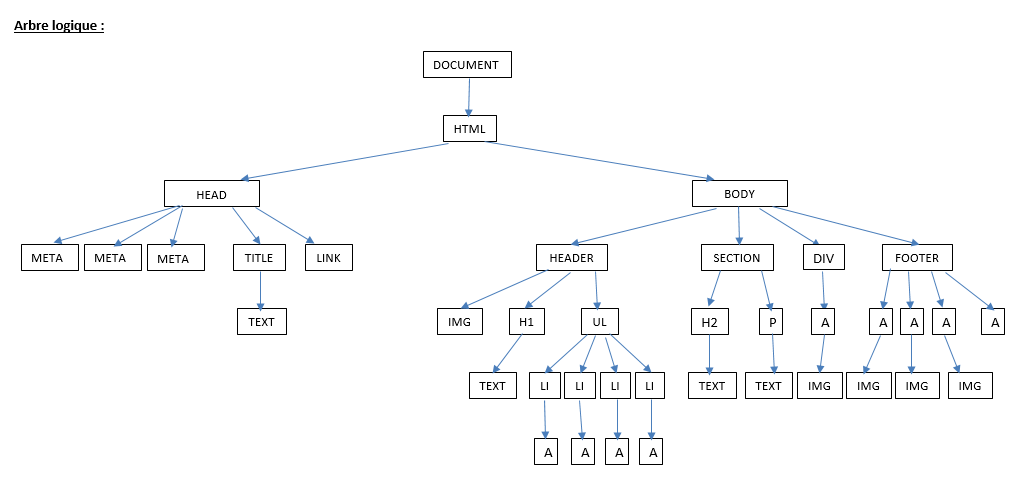 Arbre logique :
DOCUMENT
HTML
HEAD BODY
META META META TITLE LINK HEADER SECTION DIV FOOTER
TEXT IMG H1 UL H2 P A A A A A
TEXT LI LI LI LI TEXT TEXT IMG IMG IMG IMG
A A A A